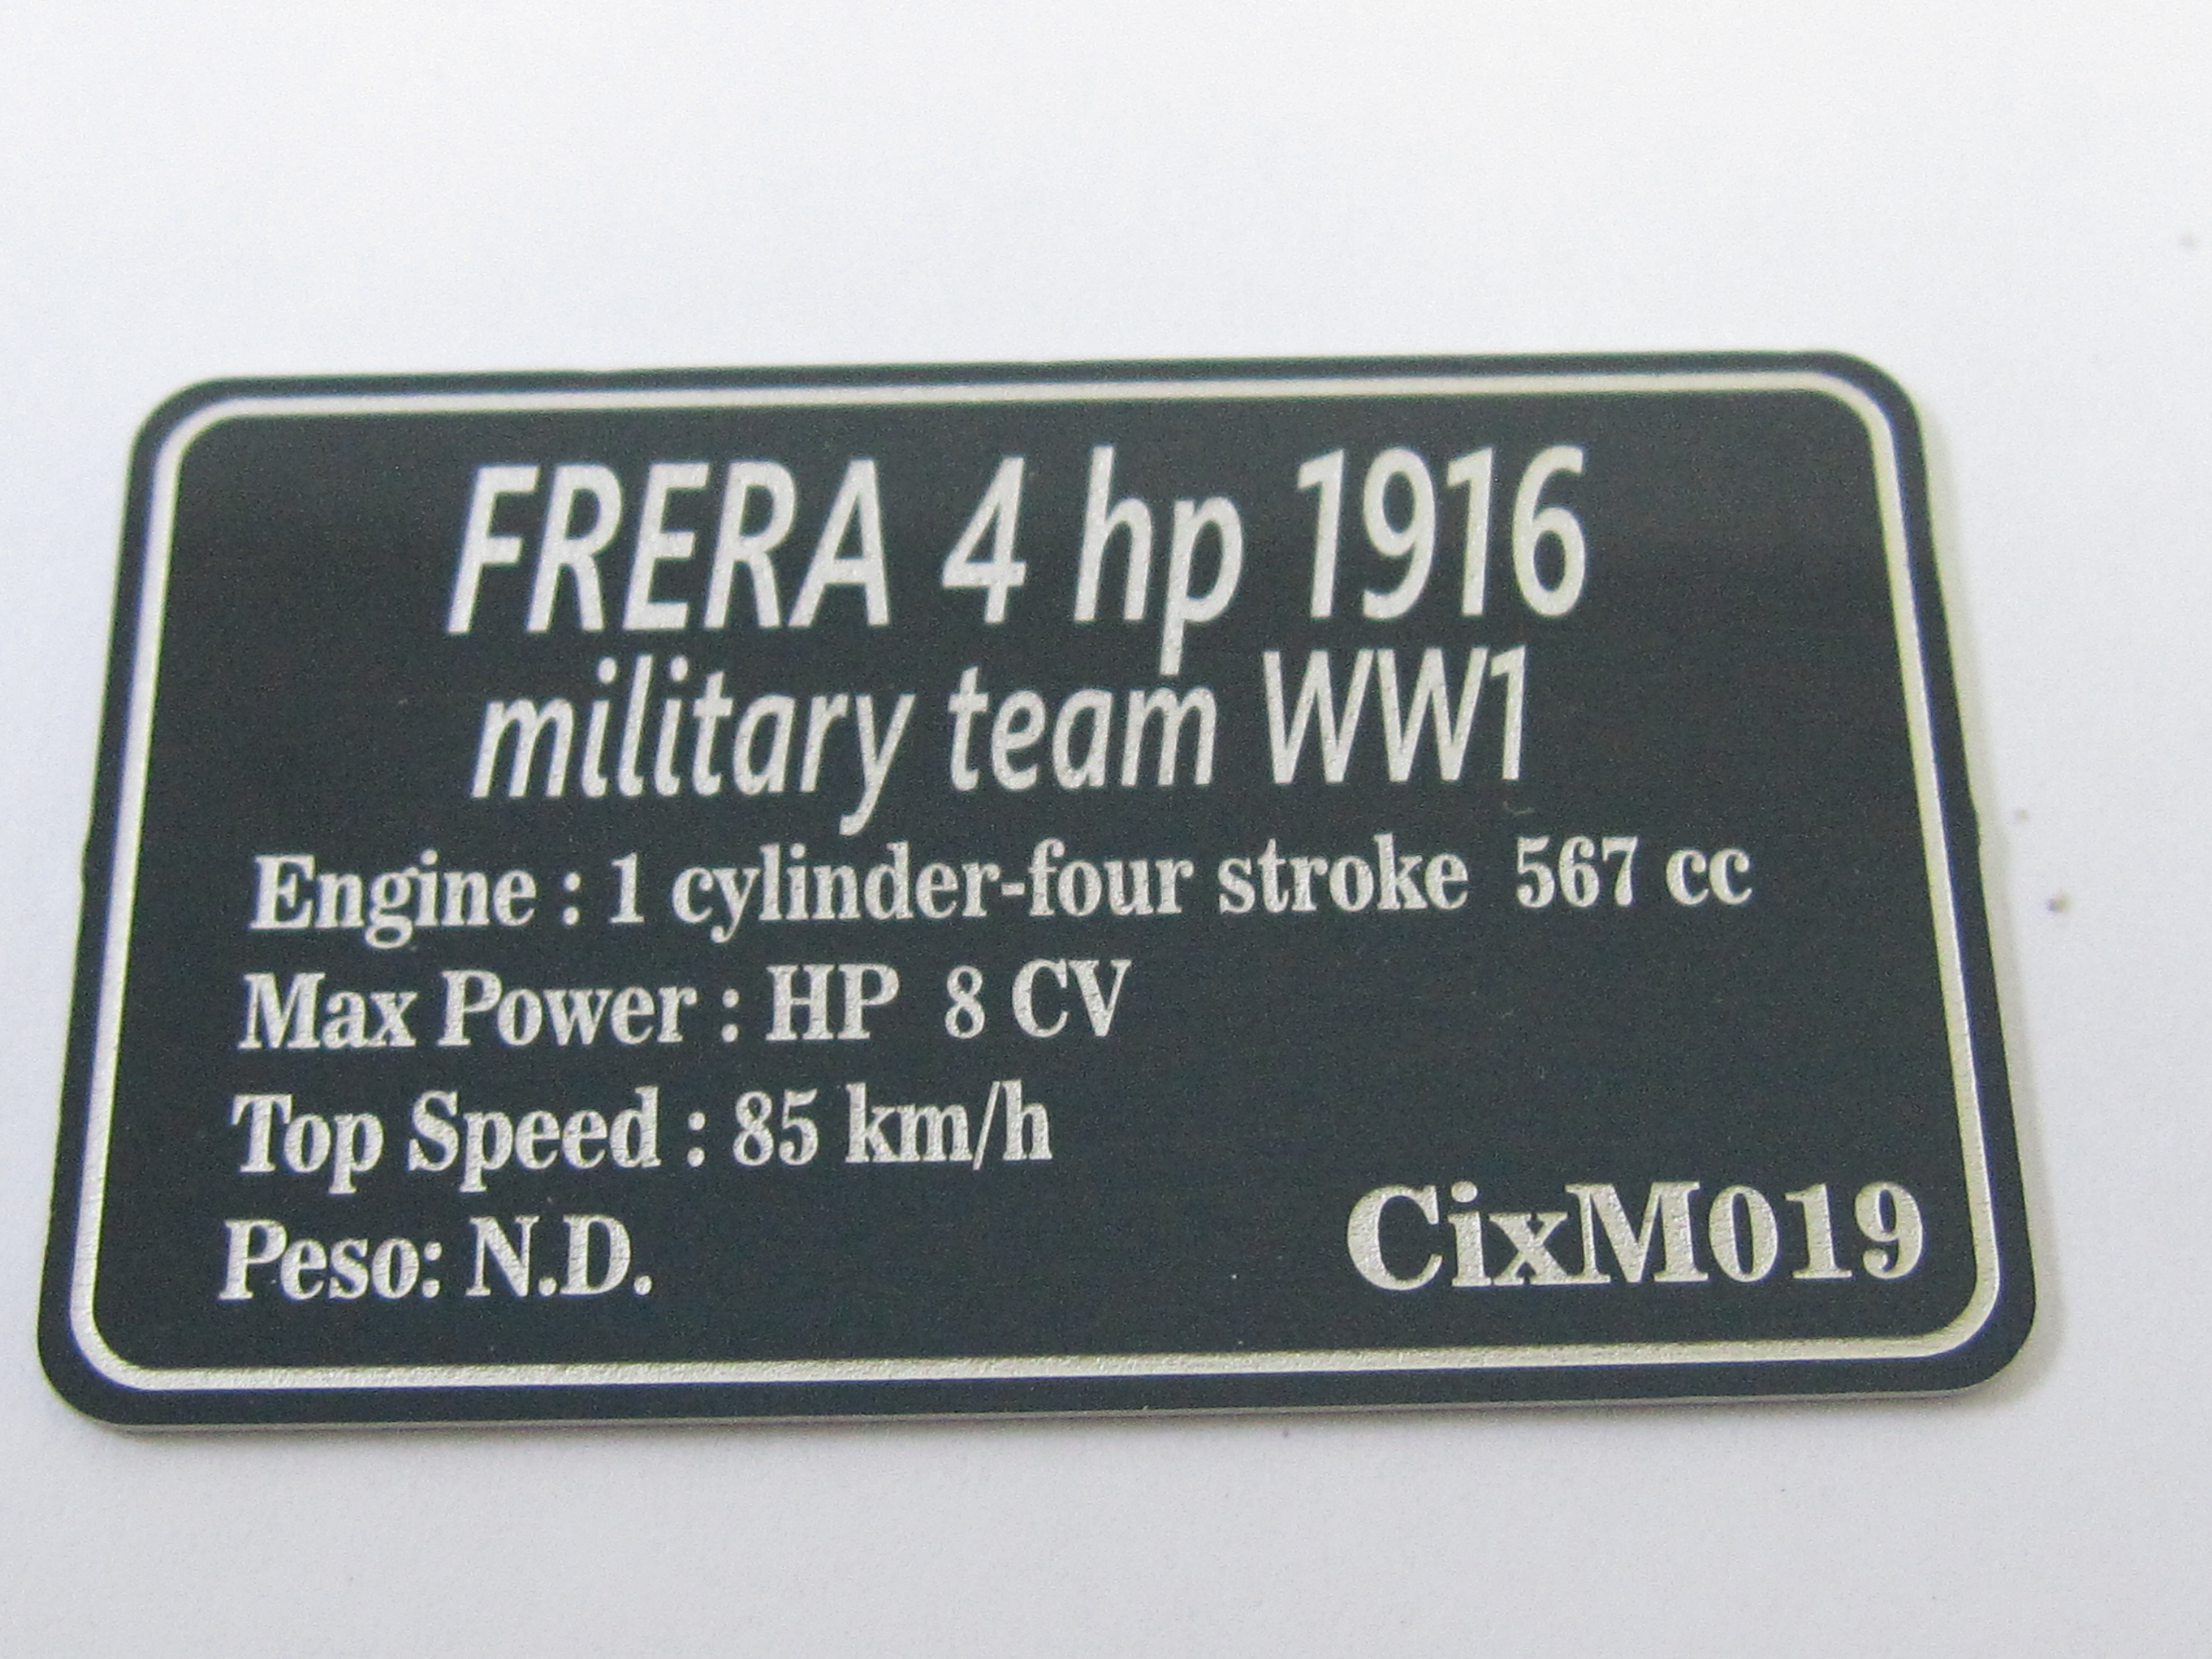 FRERA 4 hp 1916
military team WW1
Engine : 1 cylinder-four stroke 567 cc
Max Power : HP 8 CV
Top Speed : 85 km/h
Peso: N.D.
CixM019